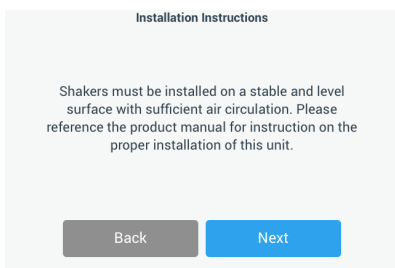 Installation Instructions
Shakers must be installed on a stable and level
surface with sufficient air circulation. Please
reference the product manual for instruction on the
proper installation of this unit.
Back
Next